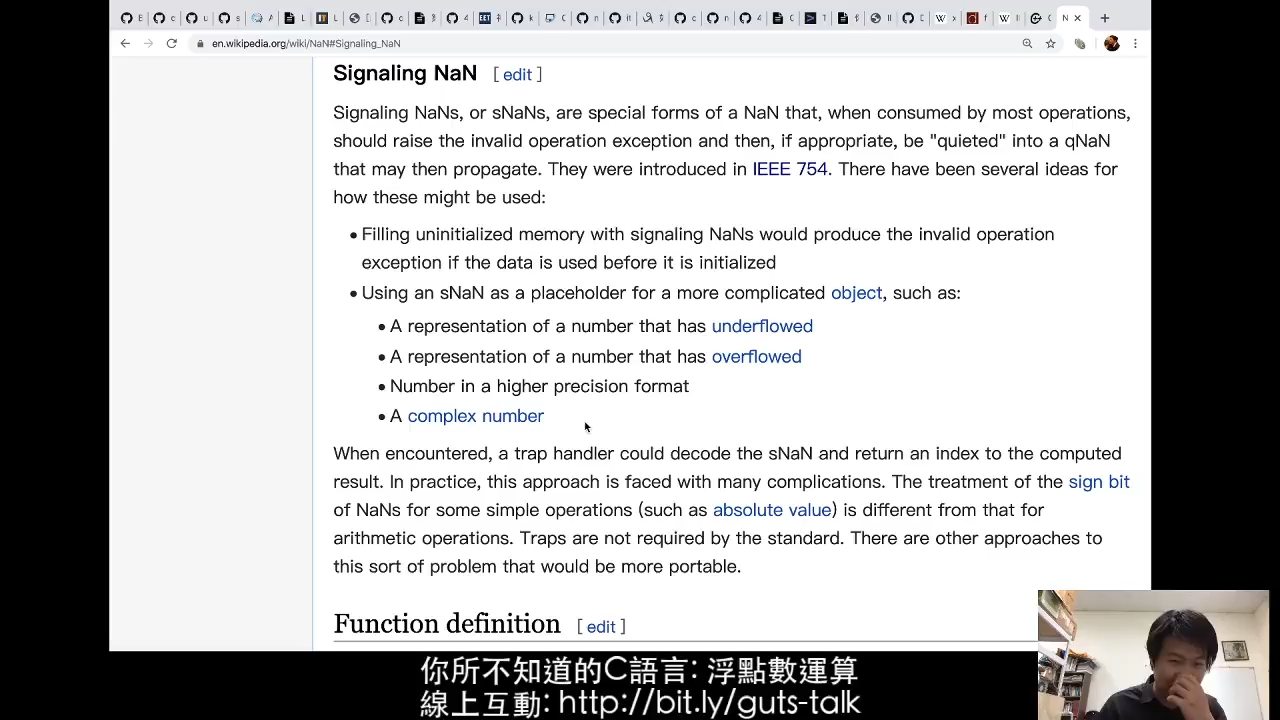 en.wikipedia.org/wiki/NaN#Signaling_NaN
Signaling NaN [ edit ]
Signaling NaNs, or sNaNs, are special forms of a NaN that, when consumed by most operations,
should raise the invalid operation exception and then, if appropriate, be "quieted" into a qNaN
that may then propagate. They were introduced in IEEE 754. There have been several ideas for
how these might be used:
• Filling uninitialized memory with signaling NaNs would produce the invalid operation
exception if the data is used before it is initialized
• Using an sNaN as a placeholder for a more complicated object, such as:
• A representation of a number that has underflowed
• A representation of a number that has overflowed
• Number in a higher precision format
• A complex number
When encountered, a trap handler could decode the sNaN and return an index to the computed
result. In practice, this approach is faced with many complications. The treatment of the sign bit
of NaNs for some simple operations (such as absolute value) is different from that for
arithmetic operations. Traps are not required by the standard. There are other approaches to
this sort of problem that would be more portable.
Function definition [ edit ]
你所不知道的C語言: 浮點數運算
線上互動: http://bit.ly/guts-talk